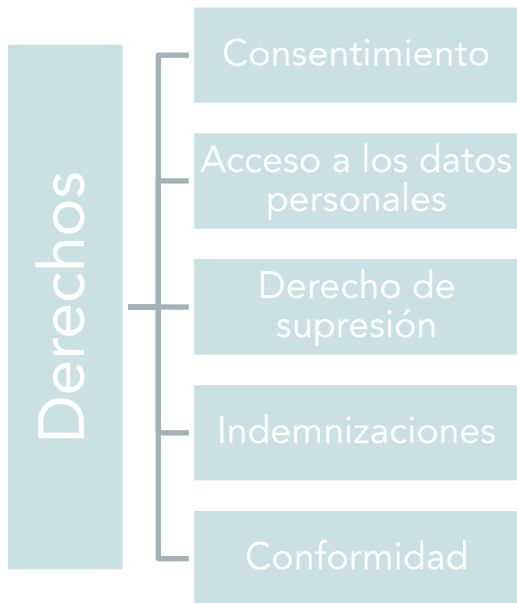 Derechos
Consentimiento
Acceso a los datos
personales
Derecho de
supresión
Indemnizaciones
Conformidad